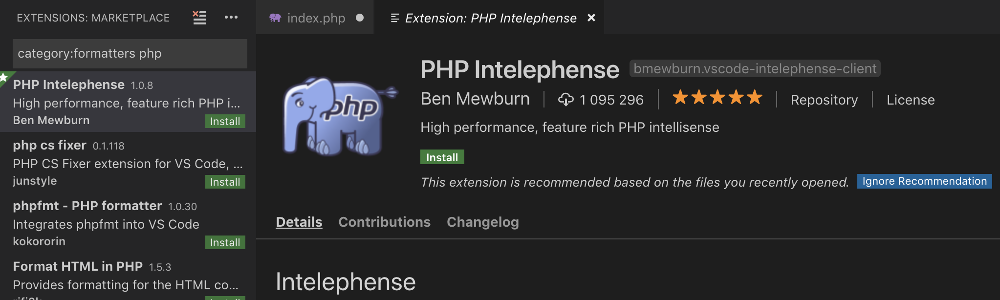 EXTENSIONS: MARKETPLACE
category:formatters php
PHP Intelephense 1.0.8
High performance, feature rich PHP i...
Ben Mewburn Install
php cs fixer 0.1.118
PHP CS Fixer extension for VS Code, ...
junstyle Install
phpfmt - PHP formatter 1.0.30
Integrates phpfmt into VS Code
kokororin Install
Format HTML in PHP 1.5.3
Provides formatting for the HTML co...
index.php
Extension: PHP Intelephense
PHP Intelephense bmewburn.vscode-intelephense-client
Ben Mewburn 1 095 296 Repository License
php
High performance, feature rich PHP intellisense
Install
This extension is recommended based on the files you recently opened. Ignore Recommendation
Details Contributions Changelog
Intelephense